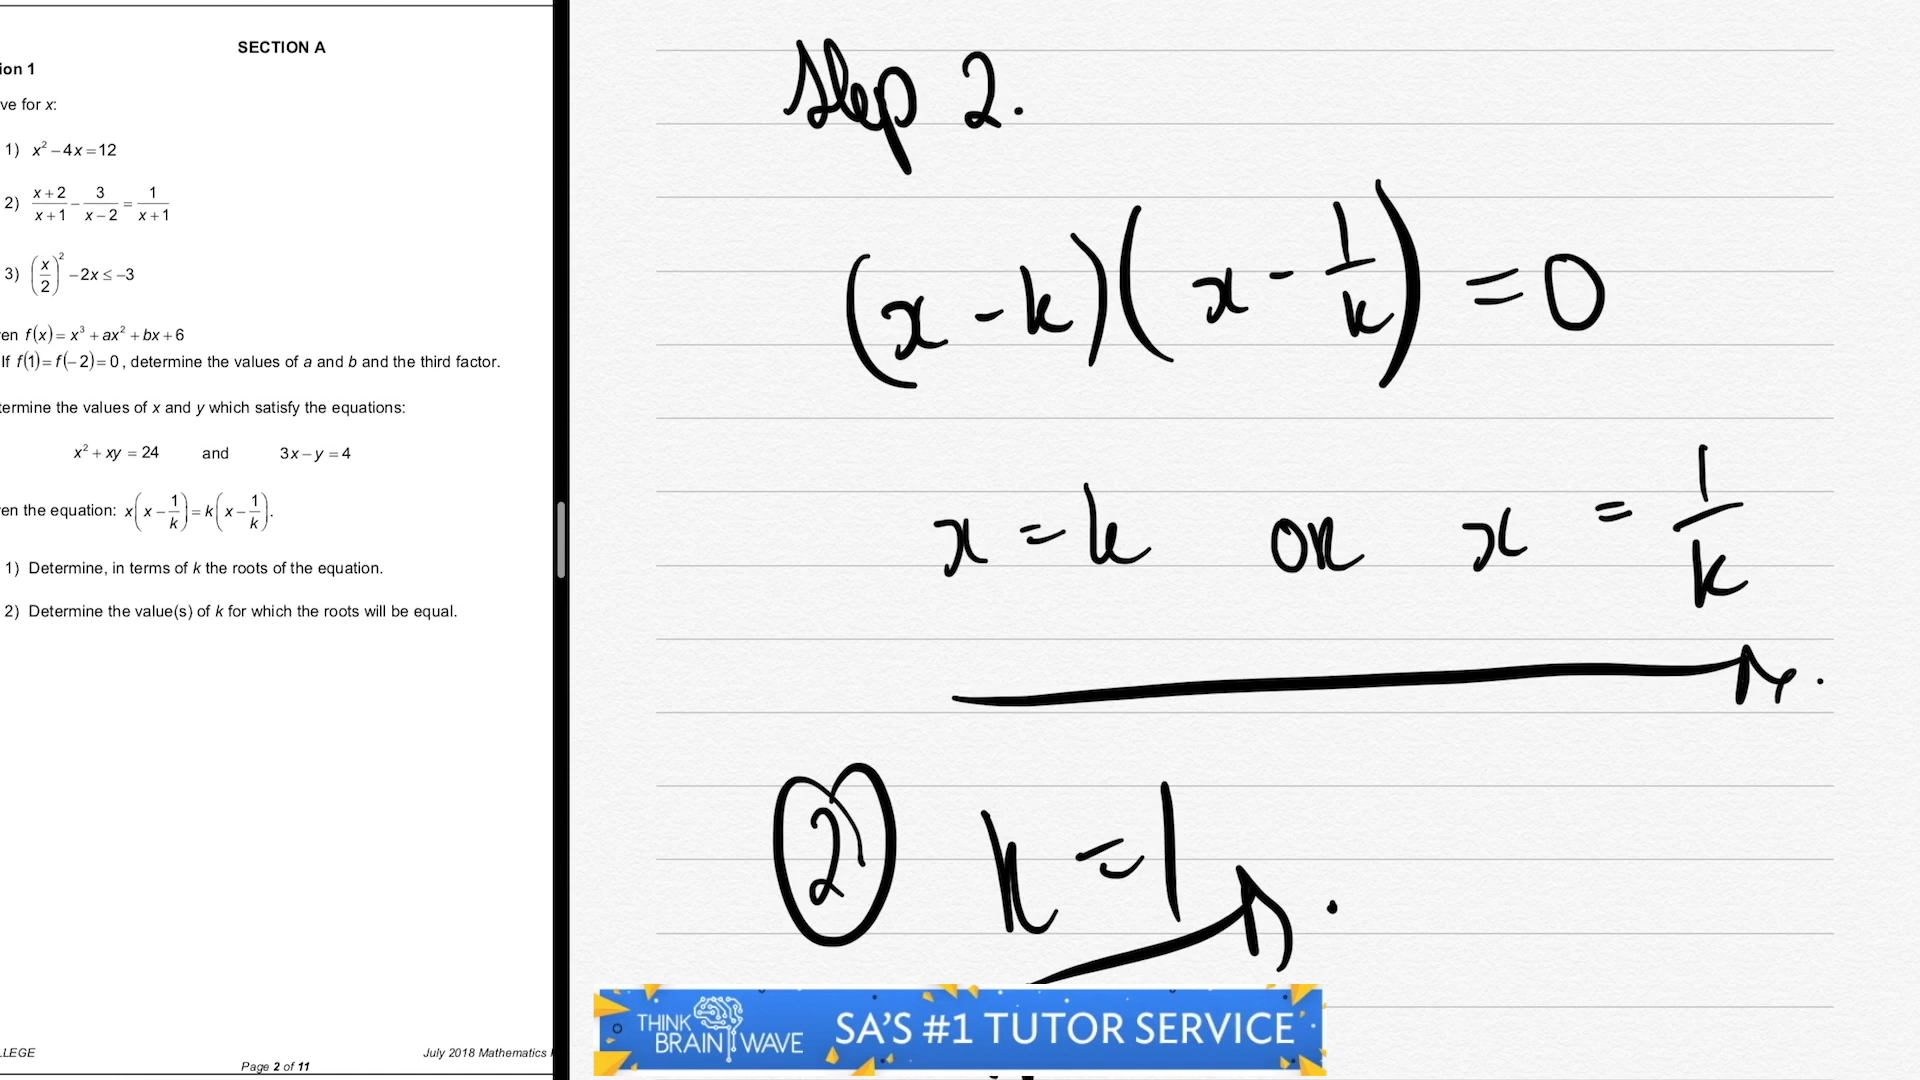 SECTION A
ion 1
ve for x:
1) x² – 4x = 12
2) (x + 2)/(x + 1) – 3/(x – 2) = 1/(x + 1)
3) (x/2)² – 2x ≤ –3
en f(x) = x³ + ax² + bx + 6
If f(1) = f(–2) = 0, determine the values of a and b and the third factor.
termine the values of x and y which satisfy the equations:
x² + xy = 24 and 3x – y = 4
en the equation: x(x – 1/k) = k(x – 1/k).
1) Determine, in terms of k the roots of the equation.
2) Determine the value(s) of k for which the roots will be equal.
LEGE
July 2018 Mathematics
Page 2 of 11
Step 2.
(x - k)(x - 1/k) = 0
x = k or x = 1/k
2 k = 1
THINK BRAIN WAVE
SA'S #1 TUTOR SERVICE